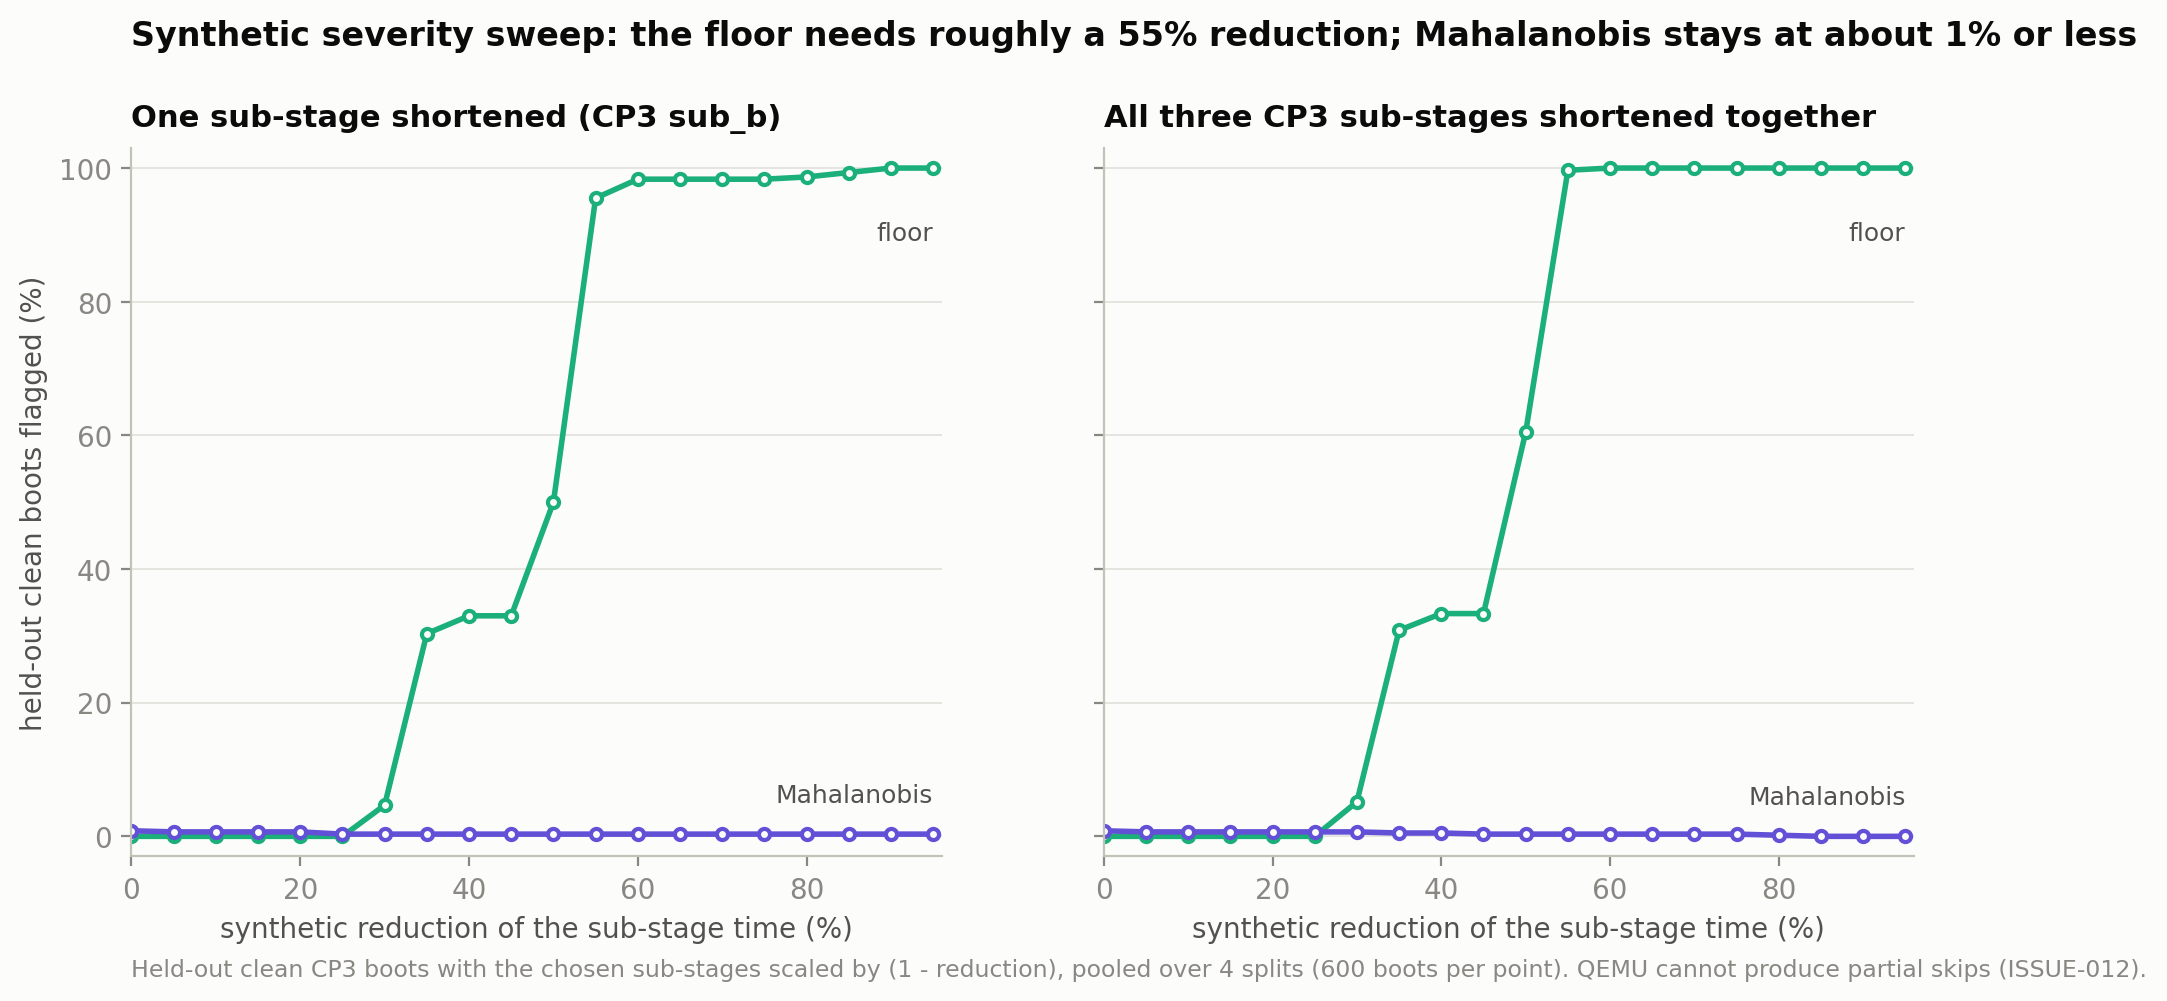 Synthetic severity sweep: the floor needs roughly a 55% reduction; Mahalanobis stays at about 1% or less
One sub-stage shortened (CP3 sub_b)
held-out clean boots flagged (%)
100
80
60
40
20
0
floor
Mahalanobis
0 20 40 60 80
synthetic reduction of the sub-stage time (%)
All three CP3 sub-stages shortened together
floor
Mahalanobis
0 20 40 60 80
synthetic reduction of the sub-stage time (%)
Held-out clean CP3 boots with the chosen sub-stages scaled by (1 - reduction), pooled over 4 splits (600 boots per point). QEMU cannot produce partial skips (ISSUE-012).